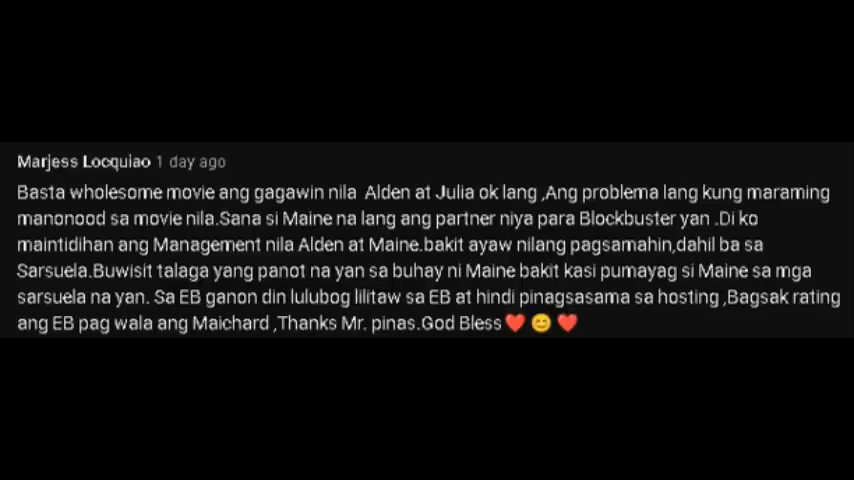 Marjess Locquiao 1 day ago
Basta wholesome movie ang gagawin nila  Alden at Julia ok lang ,Ang problema lang kung maraming
manonood sa movie nila.Sana si Maine na lang ang partner niya para Blockbuster yan .Di ko
maintidihan ang Management nila Alden at Maine.bakit ayaw nilang pagsamahin,dahil ba sa
Sarsuela.Buwisit talaga yang panot na yan sa buhay ni Maine bakit kasi pumayag si Maine sa mga
sarsuela na yan. Sa EB ganon din lulubog lilitaw sa EB at hindi pinagsasama sa hosting ,Bagsak rating
ang EB pag wala ang Maichard ,Thanks Mr. pinas.God Bless❤️ 😊 ❤️